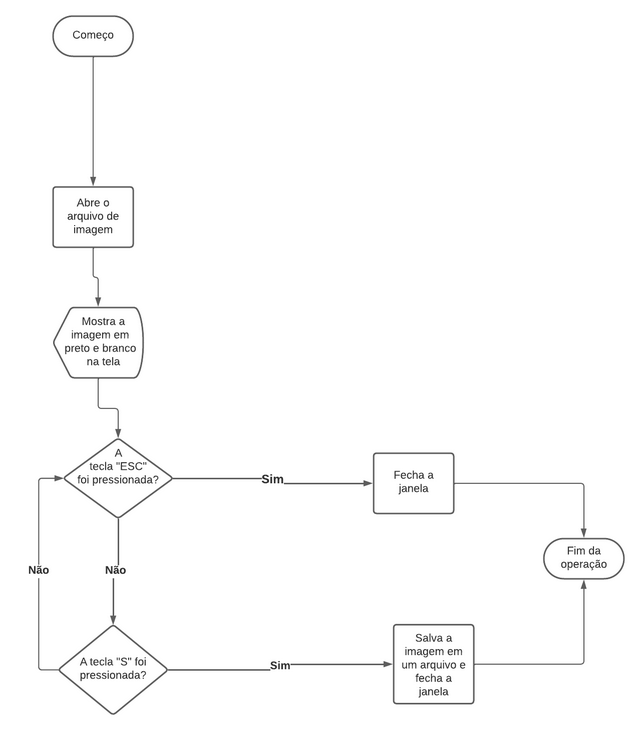 Começo
Abre o
arquivo de
imagem
Mostra a
imagem em
preto e branco
na tela
A
tecla "ESC"
foi pressionada?
Sim
Fecha a
janela
Fim da
operação
Não
Não
A tecla "S" foi
pressionada?
Sim
Salva a
imagem em
um arquivo e
fecha a
janela